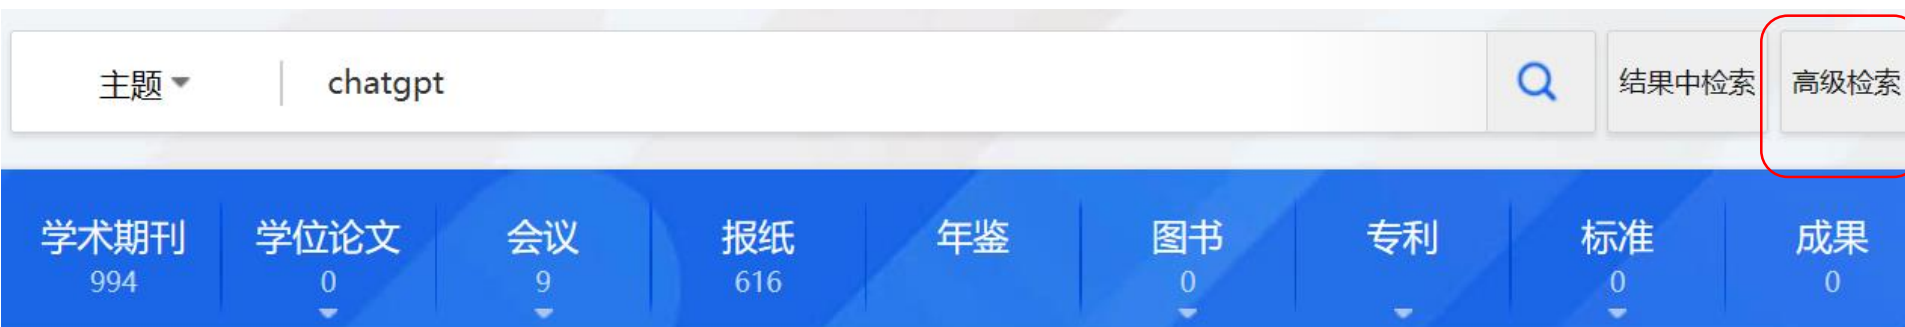 主题 chatgpt 结果中检索 高级检索
学术期刊 学位论文 会议 报纸 年鉴 图书 专利 标准 成果
994 0 9 616 0 0 0